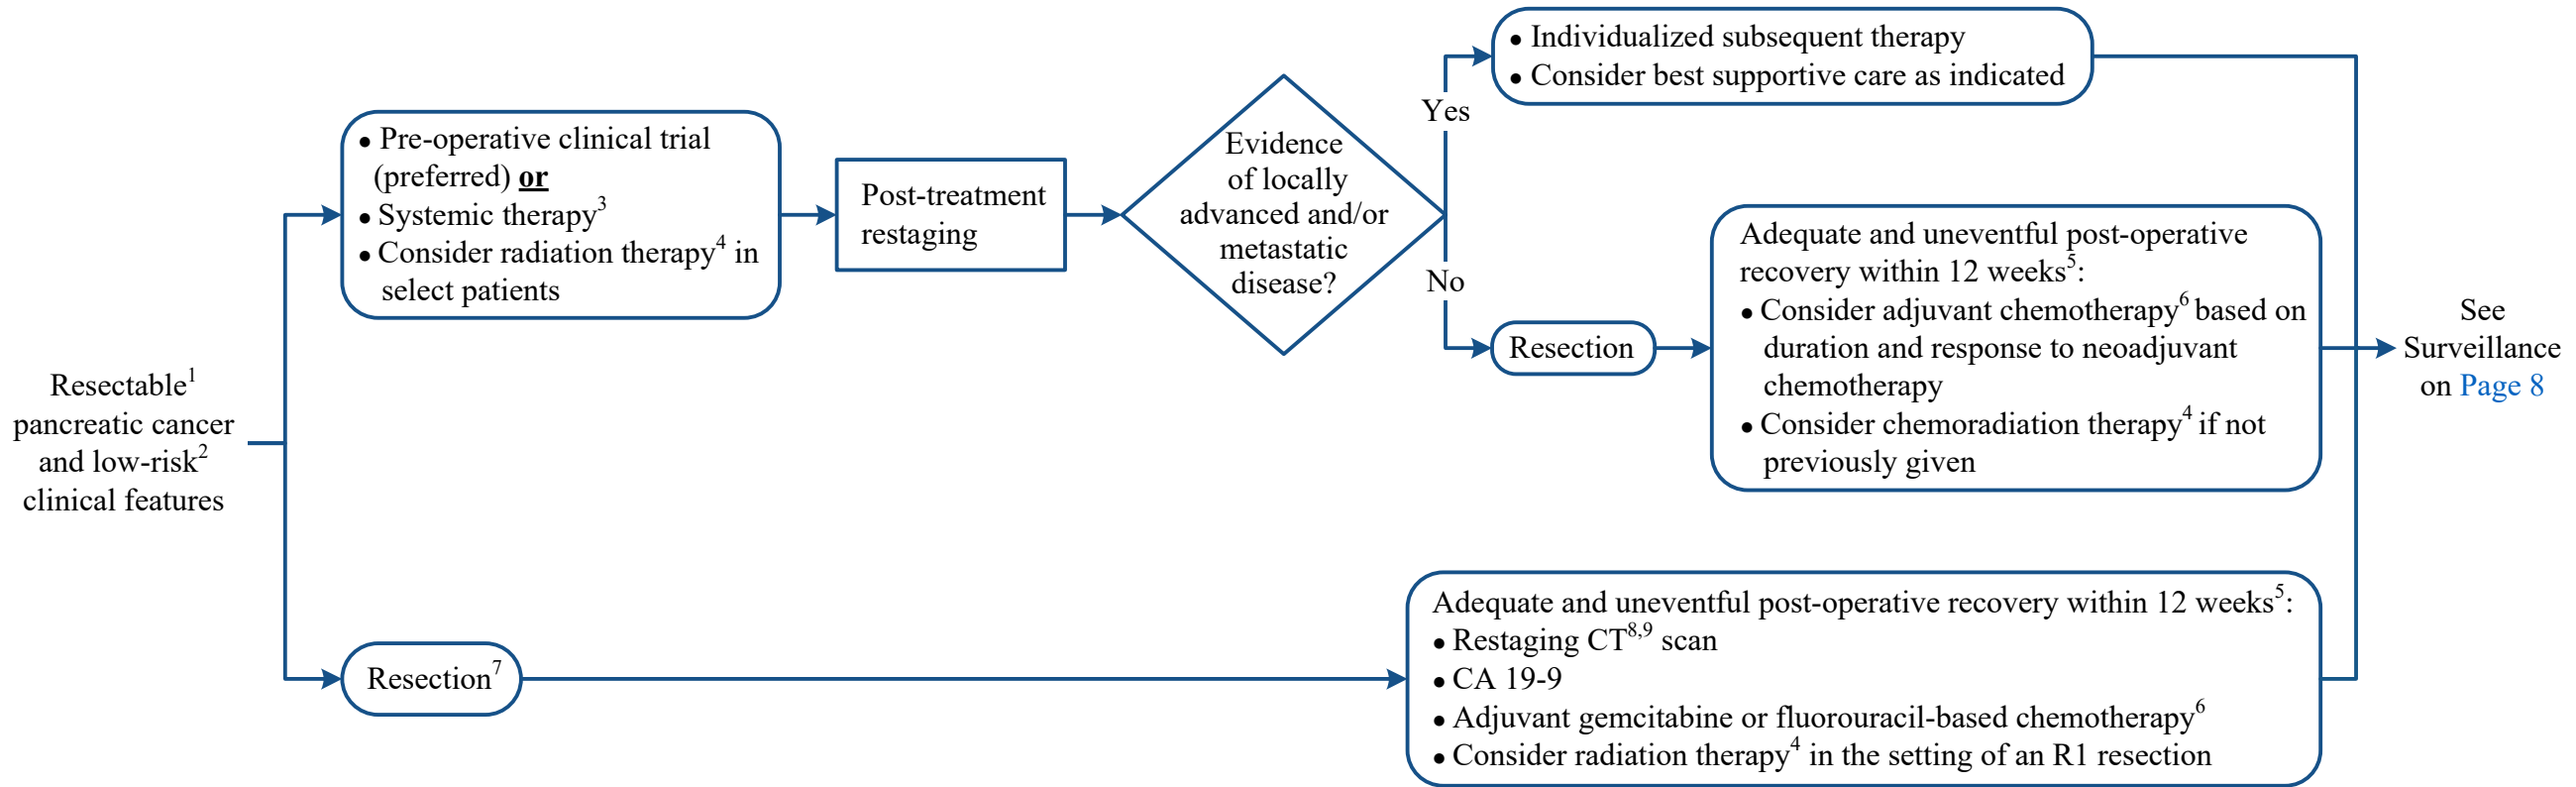 Resectable1
pancreatic cancer
and low-risk2
clinical features
• Pre-operative clinical trial
(preferred) or
• Systemic therapy3
• Consider radiation therapy4 in
select patients
Post-treatment
restaging
Evidence
of locally
advanced and/or
metastatic
disease?
Yes
• Individualized subsequent therapy
• Consider best supportive care as indicated
No
Resection
Adequate and uneventful post-operative
recovery within 12 weeks5:
• Consider adjuvant chemotherapy6 based on
duration and response to neoadjuvant
chemotherapy
• Consider chemoradiation therapy4 if not
previously given
Resection7
Adequate and uneventful post-operative recovery within 12 weeks5:
• Restaging CT8,9 scan
• CA 19-9
• Adjuvant gemcitabine or fluorouracil-based chemotherapy6
• Consider radiation therapy4 in the setting of an R1 resection
See
Surveillance
on Page 8